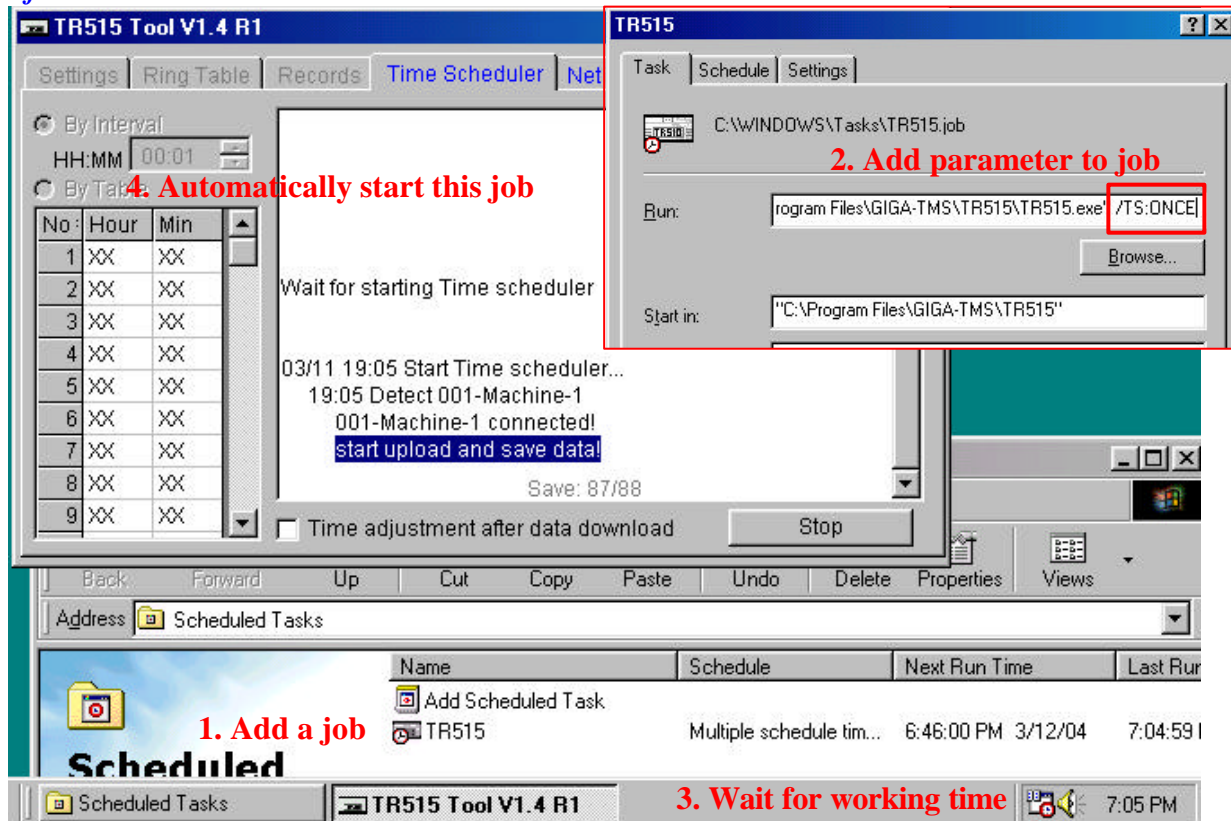 TR515 Tool V1.4 R1
Settings Ring Table Records Time Scheduler Net
By Interval
HH:MM 00:01
By Table
4. Automatically start this job
No: Hour Min
1 XX XX
2 XX XX
3 XX XX
4 XX XX
5 XX XX
6 XX XX
7 XX XX
8 XX XX
9 XX XX
Wait for starting Time scheduler
03/11 19:05 Start Time scheduler...
19:05 Detect 001-Machine-1
001-Machine-1 connected!
start upload and save data!
Save: 87/88
Time adjustment after data download
Stop
TR515
Task Schedule Settings
C:\WINDOWS\Tasks\TR515.job
2. Add parameter to job
Run: rogram Files\GIGA-TMS\TR515\TR515.exe" /TS:ONCE
Browse...
Start in: "C:\Program Files\GIGA-TMS\TR515"
Back Forward Up Cut Copy Paste Undo Delete Properties Views
Address Scheduled Tasks
Name Schedule Next Run Time Last Run
Add Scheduled Task
1. Add a job
TR515 Multiple schedule tim... 6:46:00 PM 3/12/04 7:04:59
Scheduled
Scheduled Tasks TR515 Tool V1.4 R1 3. Wait for working time 7:05 PM